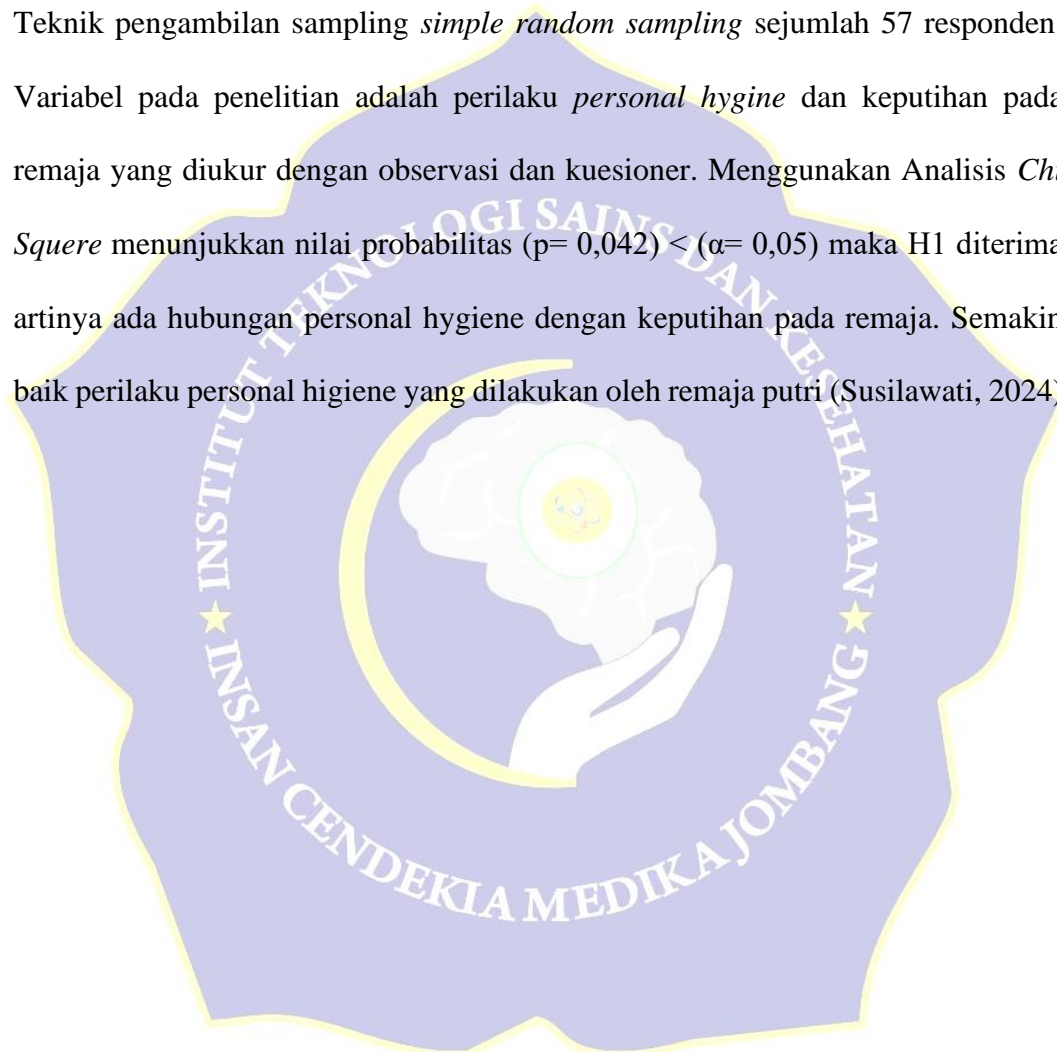 Teknik pengambilan sampling simple random sampling sejumlah 57 responden
Variabel pada penelitian adalah perilaku personal hygine dan keputihan pada
remaja yang diukur dengan observasi dan kuesioner. Menggunakan Analisis Chi
Squere menunjukkan nilai probabilitas (p= 0,042) < (α= 0,05) maka H1 diterima
artinya ada hubungan personal hygiene dengan keputihan pada remaja. Semakin
baik perilaku personal higiene yang dilakukan oleh remaja putri (Susilawati, 2024)
INSTITUT TEKNOLOGI SAINS DAN KESEHATAN
INSAN CENDEKIA MEDIKA JOMBANG